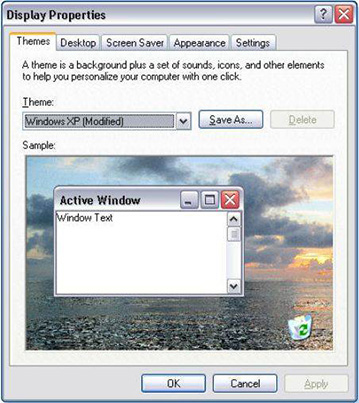 Display Properties
Themes Desktop Screen Saver Appearance Settings
A theme is a background plus a set of sounds, icons, and other elements
to help you personalize your computer with one click.
Theme:
Windows XP (Modified) Save As... Delete
Sample:
Active Window
Window Text
OK Cancel Apply